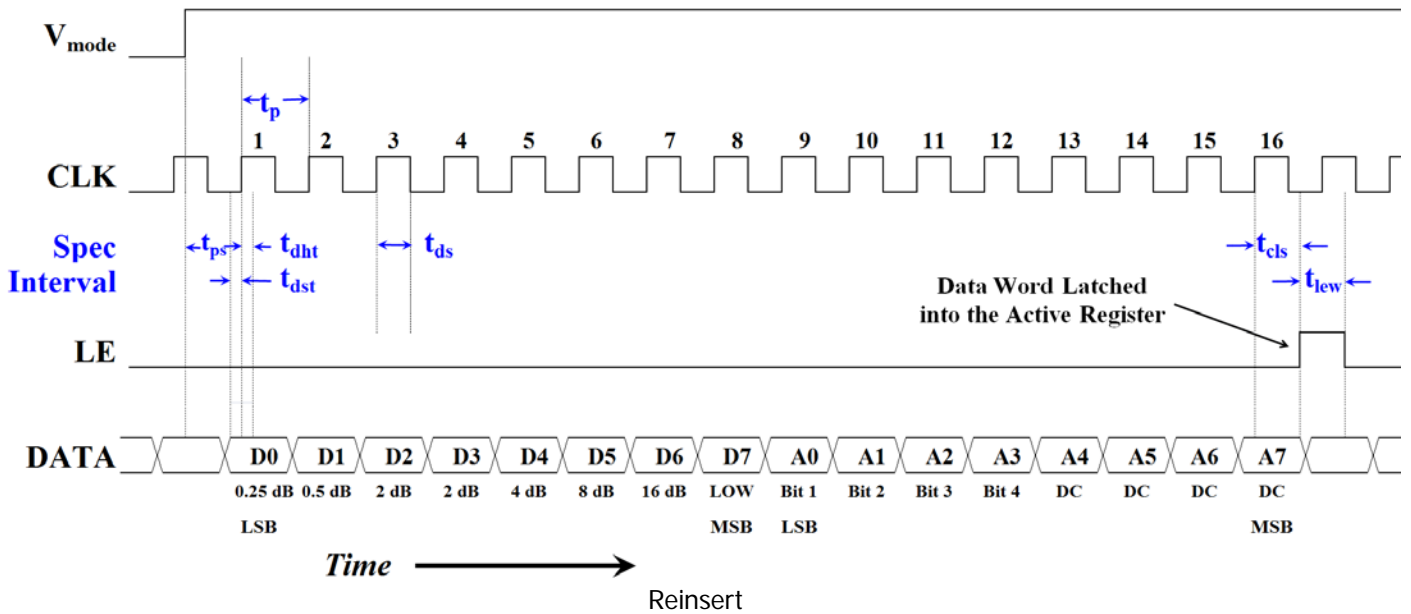 Vmode
tp
1 2 3 4 5 6 7 8 9 10 11 12 13 14 15 16
CLK
Spec
Interval
tps tdht tds tcls
tdst tlew
Data Word Latched
into the Active Register
LE
DATA D0 D1 D2 D3 D4 D5 D6 D7 A0 A1 A2 A3 A4 A5 A6 A7
0.25 dB 0.5 dB 2 dB 2 dB 4 dB 8 dB 16 dB LOW Bit 1 Bit 2 Bit 3 Bit 4 DC DC DC DC
LSB MSB LSB MSB
Time
Reinsert